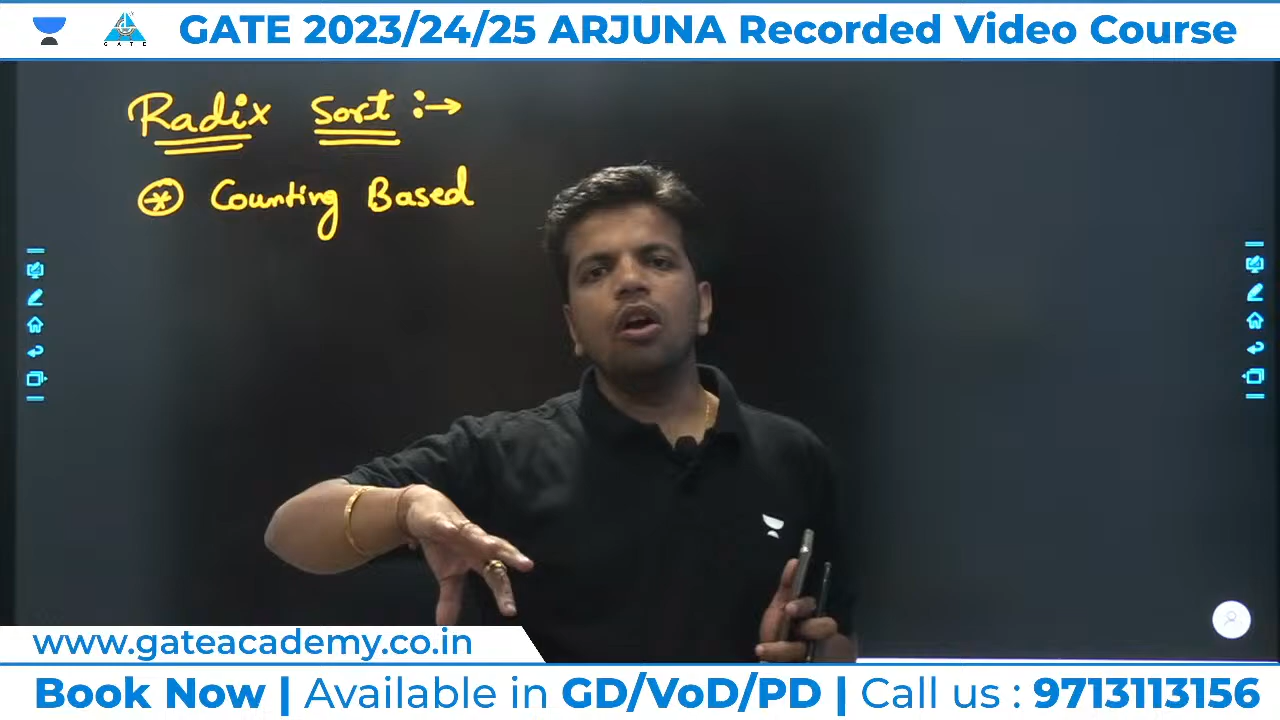 GATE
GATE 2023/24/25 ARJUNA Recorded Video Course
Radix Sort :→
⊛ Counting Based
www.gateacademy.co.in
Book Now | Available in GD/VoD/PD | Call us : 9713113156